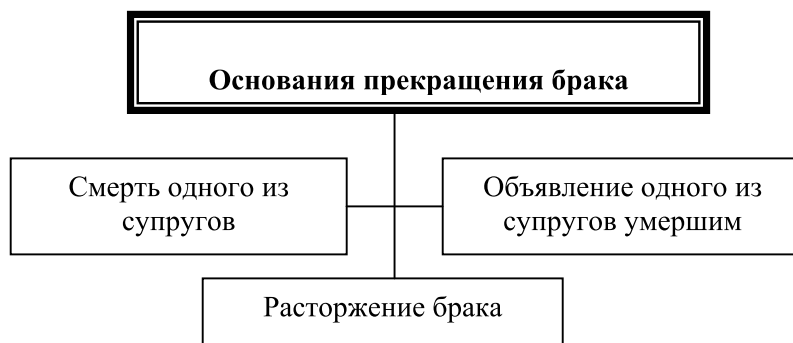 Основания прекращения брака
Смерть одного из
супругов
Объявление одного из
супругов умершим
Расторжение брака